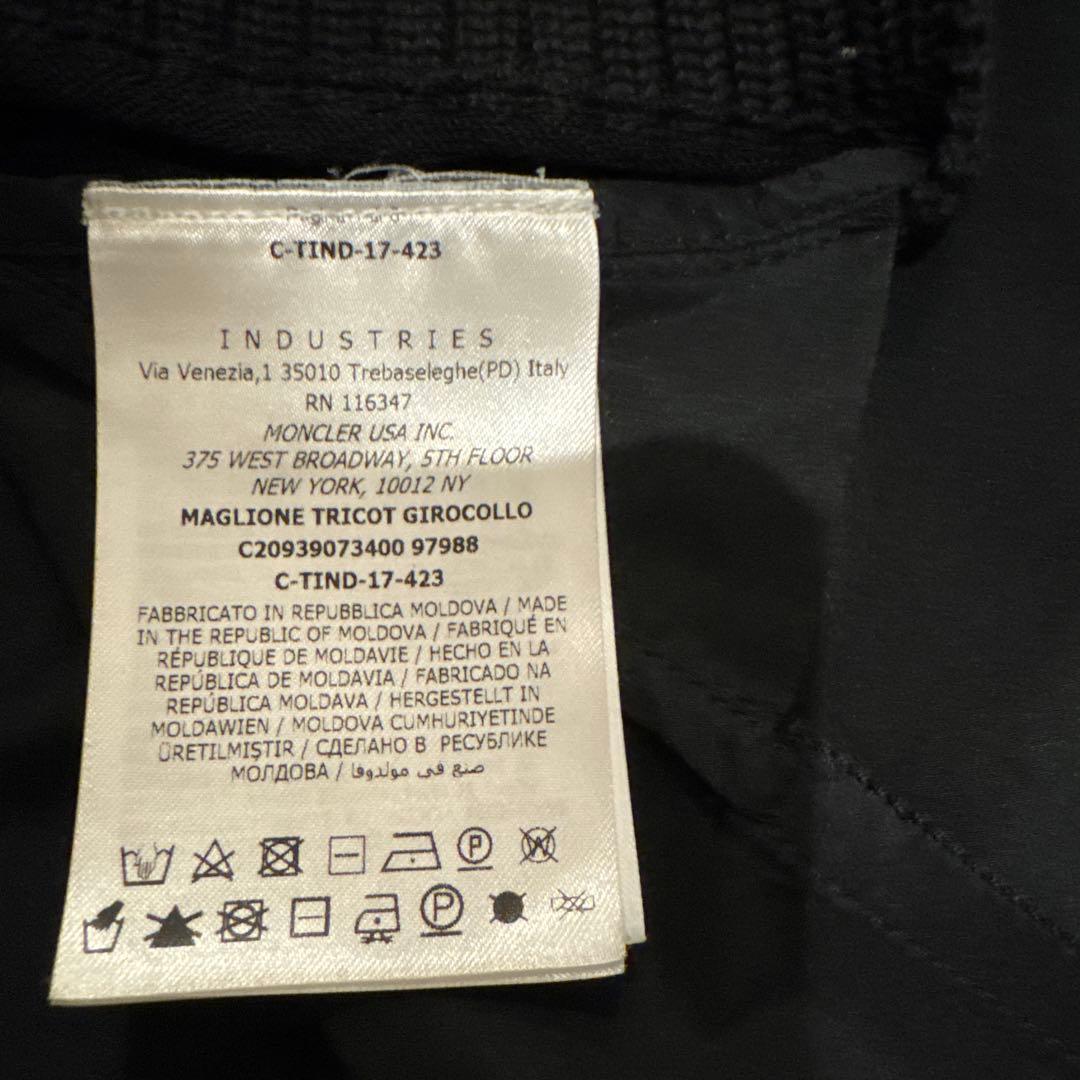 C-TIND-17-423
INDUSTRIES
Via Venezia,1 35010 Trebaseleghe(PD) Italy
RN 116347
MONCLER USA INC.
375 WEST BROADWAY, 5TH FLOOR
NEW YORK, 10012 NY
MAGLIONE TRICOT GIROCOLLO
C20939073400 97988
C-TIND-17-423
FABBRICATO IN REPUBBLICA MOLDOVA / MADE
IN THE REPUBLIC OF MOLDOVA / FABRIQUÉ EN
RÉPUBLIQUE DE MOLDAVIE / HECHO EN LA
REPÚBLICA DE MOLDAVIA / FABRICADO NA
REPÚBLICA MOLDAVA / HERGESTELLT IN
MOLDAWIEN / MOLDOVA CUMHURIYETINDE
ÜRETILMIŞTIR / СДЕЛАНО В РЕСУБЛИКЕ
МОЛДОВА / صنع في مولدوفا
P W
P